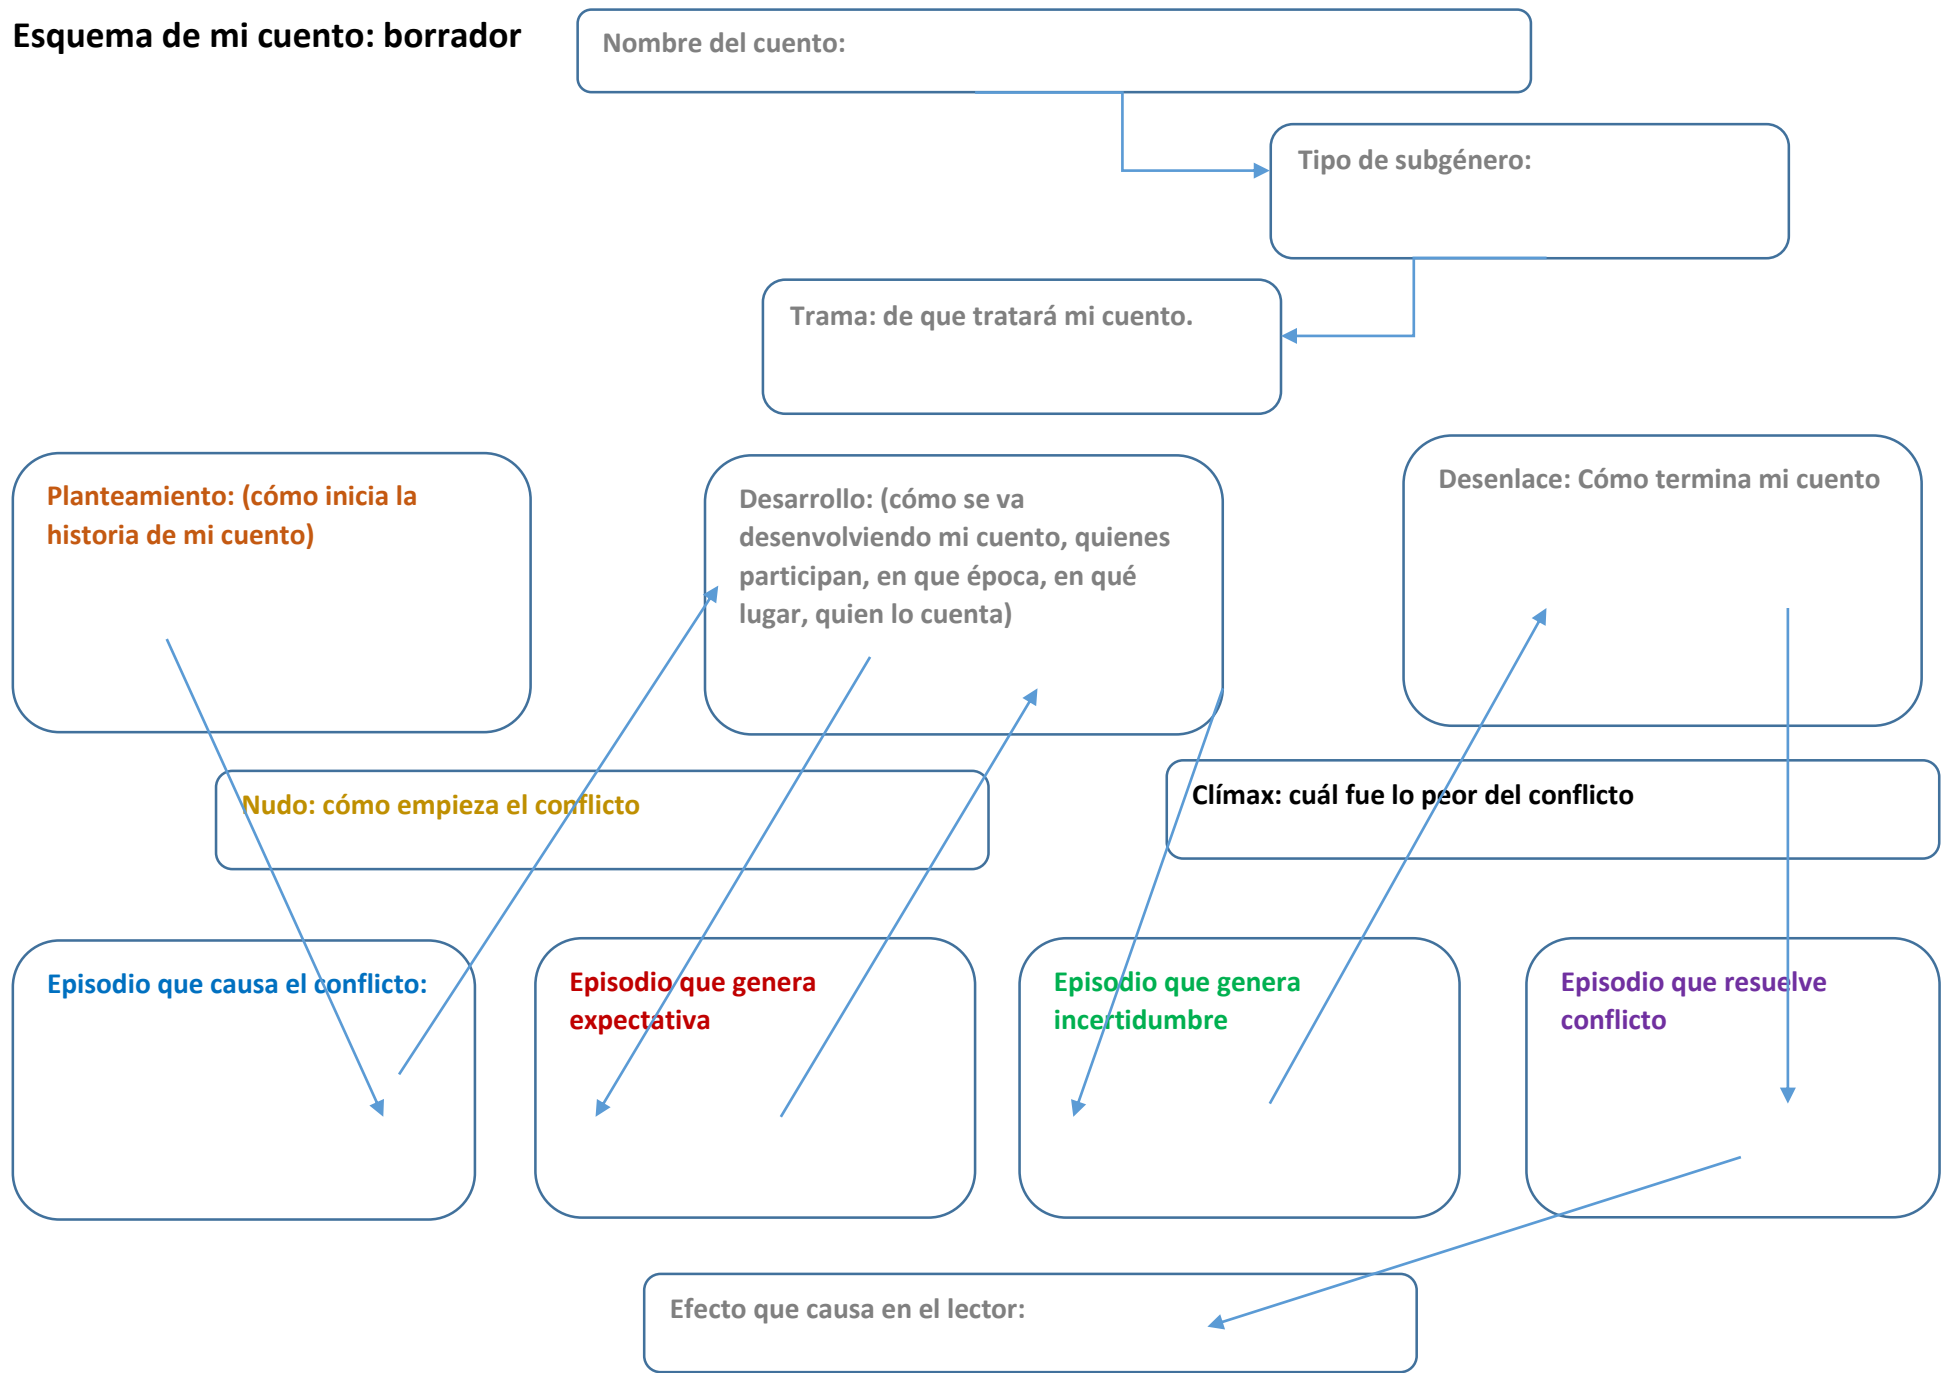 Esquema de mi cuento: borrador
Nombre del cuento:
Tipo de subgénero:
Trama: de que tratará mi cuento.
Planteamiento: (cómo inicia la
historia de mi cuento)
Desarrollo: (cómo se va
desenvolviendo mi cuento, quienes
participan, en que época, en qué
lugar, quien lo cuenta)
Desenlace: Cómo termina mi cuento
Nudo: cómo empieza el conflicto
Clímax: cuál fue lo peor del conflicto
Episodio que causa el conflicto:
Episodio que genera
expectativa
Episodio que genera
incertidumbre
Episodio que resuelve
conflicto
Efecto que causa en el lector: